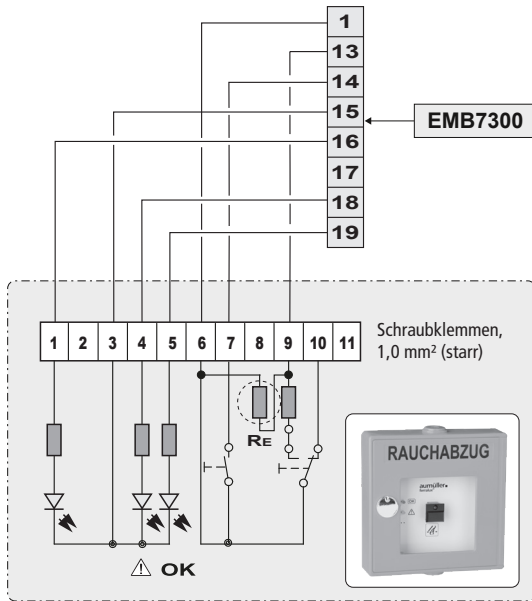 1
13
14
15
16
17
18
19
EMB7300
1 2 3 4 5 6 7 8 9 10 11
Schraubklemmen,
1,0 mm² (starr)
RE
OK
RAUCHABZUG
aumüller